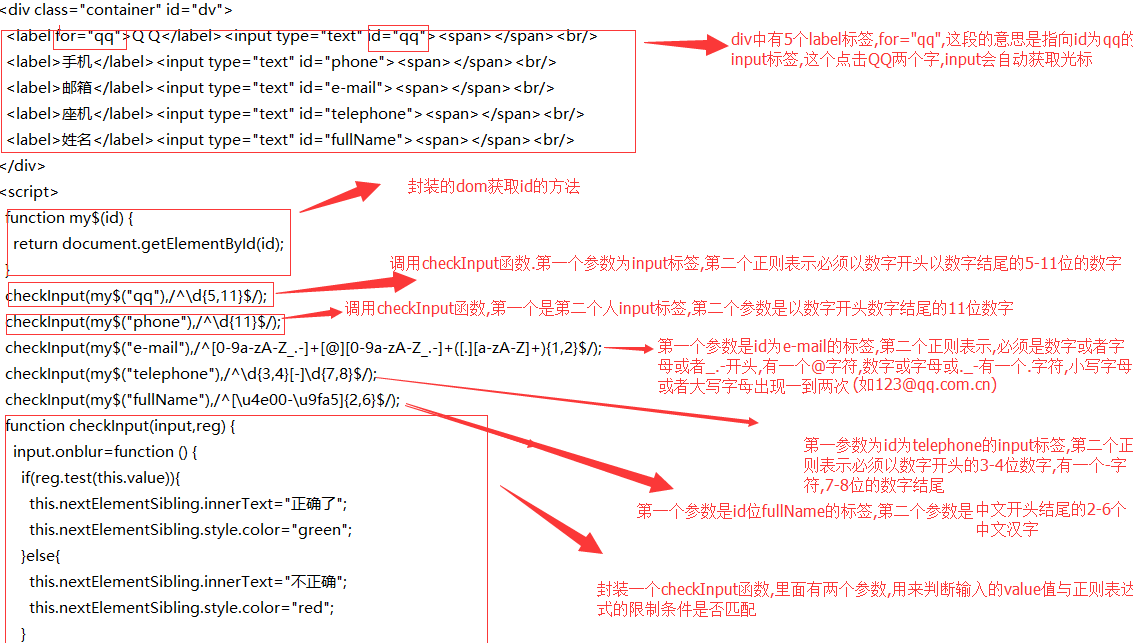 <div class="container" id="dv">
<label for="qq">Q Q</label><input type="text" id="qq"><span></span><br/>
<label>手机</label><input type="text" id="phone"><span></span><br/>
<label>邮箱</label><input type="text" id="e-mail"><span></span><br/>
<label>座机</label><input type="text" id="telephone"><span></span><br/>
<label>姓名</label><input type="text" id="fullName"><span></span><br/>
</div>
<script>
function my$(id) {
return document.getElementById(id);
}
checkInput(my$("qq"),/^\d{5,11}$/);
checkInput(my$("phone"),/^\d{11}$/);
checkInput(my$("e-mail"),/^[0-9a-zA-Z_.-]+[@][0-9a-zA-Z_.-]+([.][a-zA-Z]+){1,2}$/);
checkInput(my$("telephone"),/^\d{3,4}[-]\d{7,8}$/);
checkInput(my$("fullName"),/^[\u4e00-\u9fa5]{2,6}$/);
function checkInput(input,reg) {
input.onblur=function () {
if(reg.test(this.value)){
this.nextElementSibling.innerText="正确了";
this.nextElementSibling.style.color="green";
}else{
this.nextElementSibling.innerText="不正确";
this.nextElementSibling.style.color="red";
}
div中有5个label标签,for="qq",这段的意思是指向id为qq的
input标签,这个点击QQ两个字,input会自动获取光标
封装的dom获取id的方法
调用checkInput函数.第一个参数为input标签,第二个正则表示必须以数字开头以数字结尾的5-11位的数字
调用checkInput函数,第一个是第二个人input标签,第二个参数是以数字开头数字结尾的11位数字
第一个参数是id为e-mail的标签,第二个正则表示,必须是数字或者字
母或者_.-开头,有一个@字符,数字或字母或._-有一个.字符,小写字母
或者大写字母出现一到两次 (如123@qq.com.cn)
第一参数为id为telephone的input标签,第二个正
则表示必须以数字开头的3-4位数字,有一个-字
符,7-8位的数字结尾
第一个参数是id位fullName的标签,第二个参数是中文开头结尾的2-6个
中文汉字
封装一个checkInput函数,里面有两个参数,用来判断输入的value值与正则表达
式的限制条件是否匹配